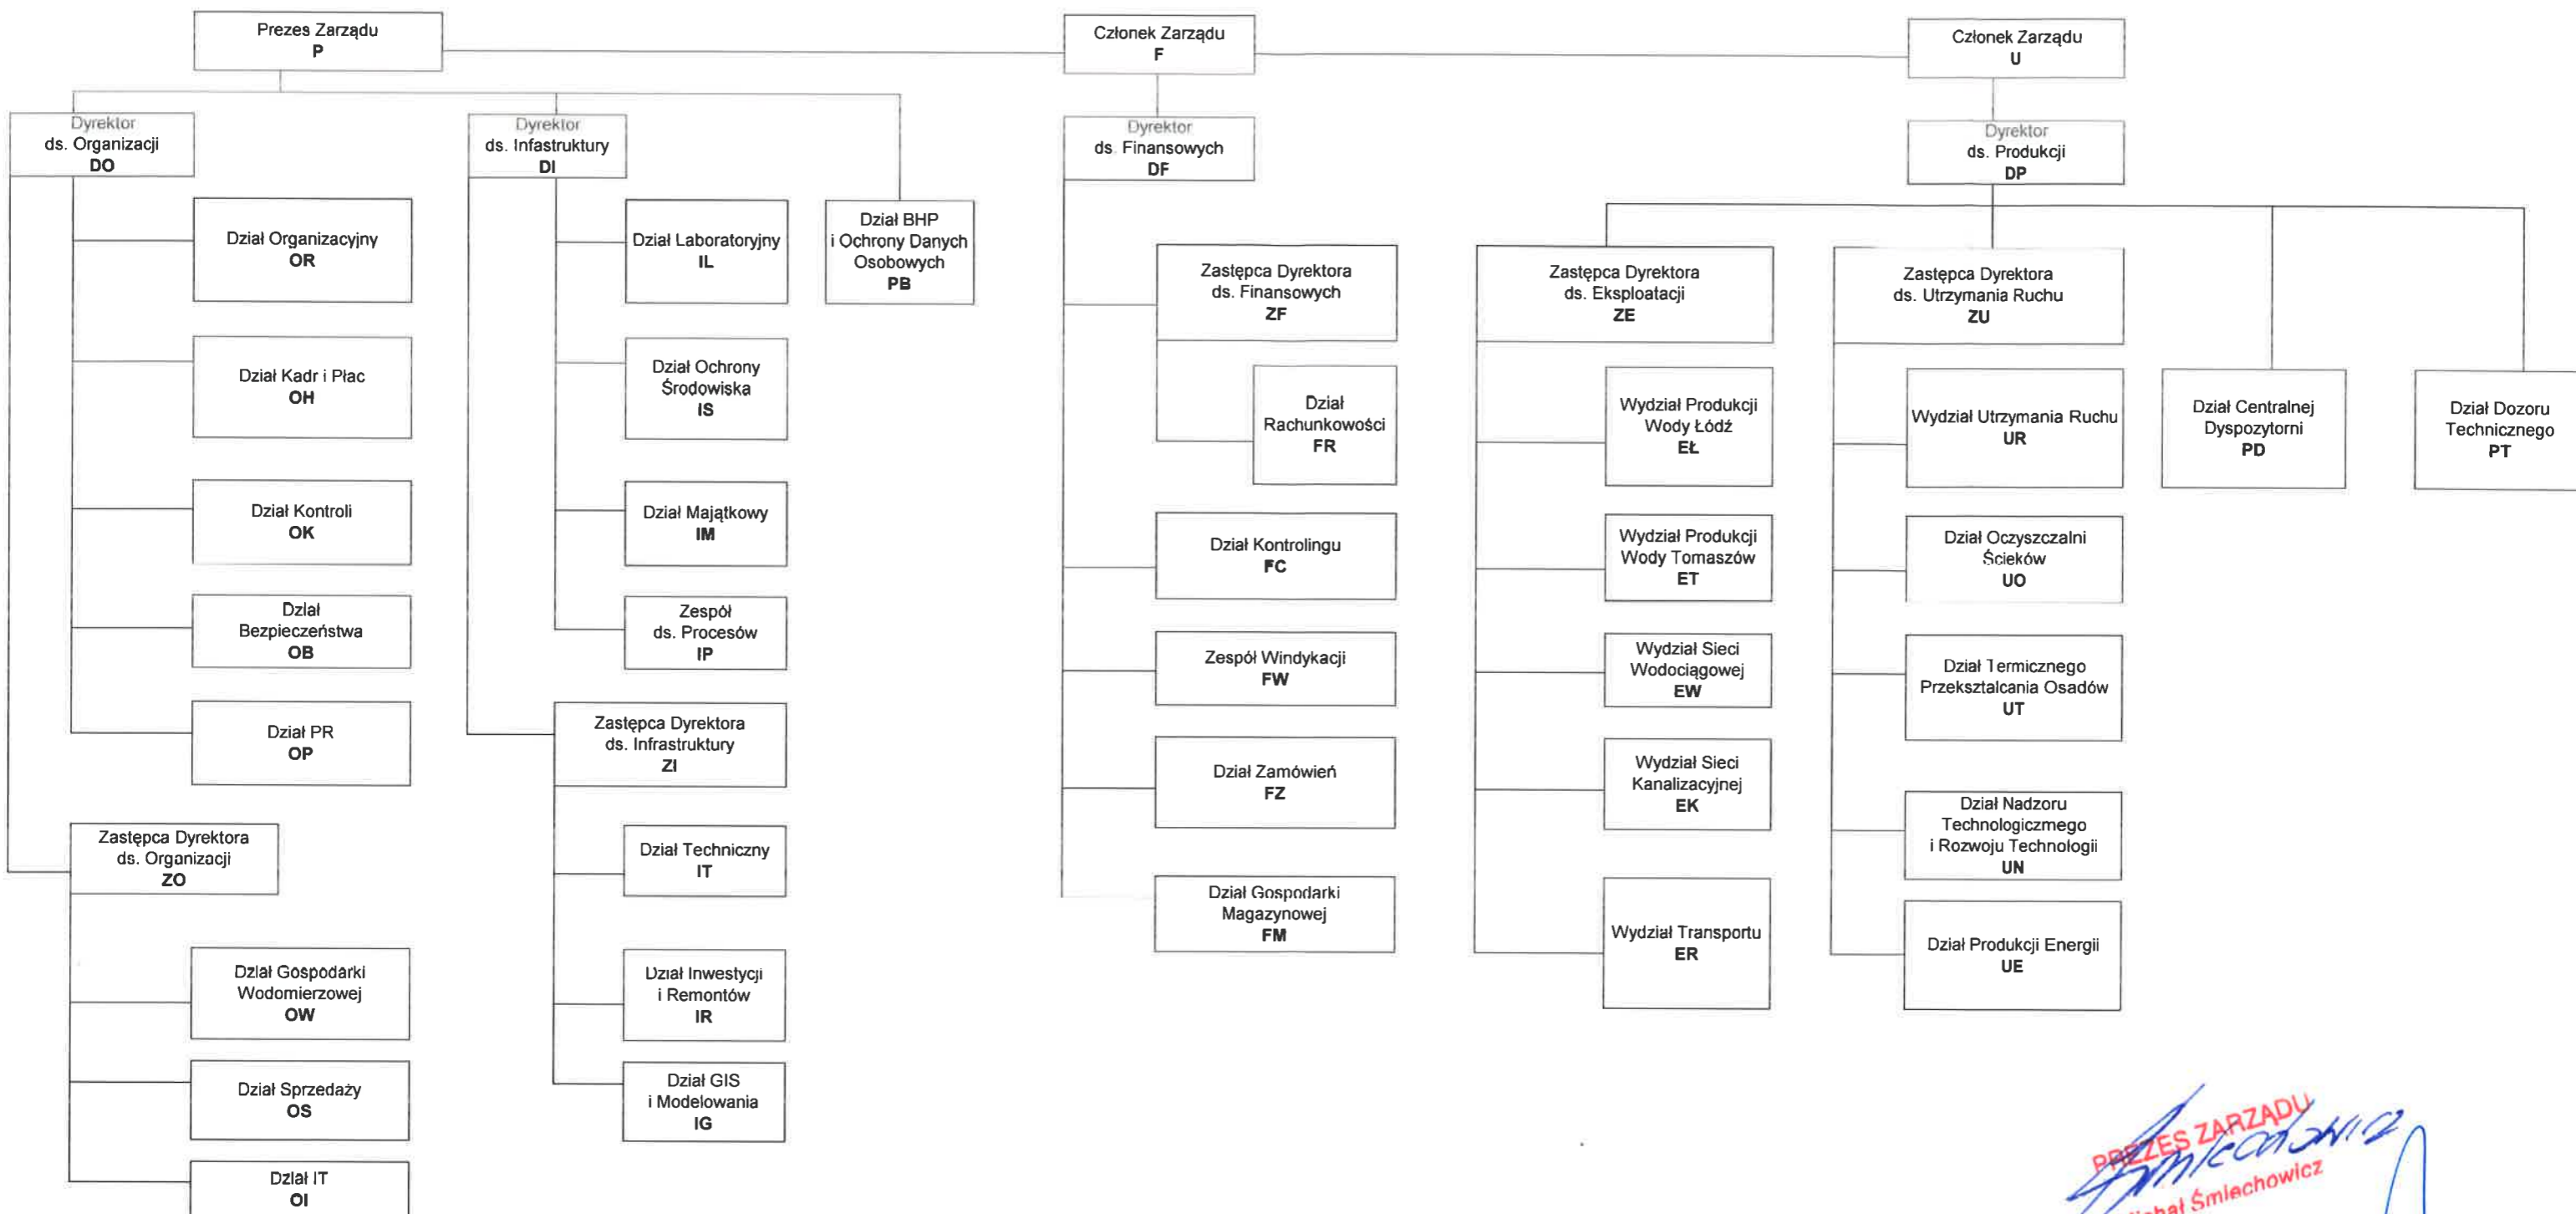 Prezes Zarządu
P
Członek Zarządu
F
Członek Zarządu
U
Dyrektor
ds. Organizacji
DO
Dyrektor
ds. Infastruktury
DI
Dyrektor
ds. Finansowych
DF
Dyrektor
ds. Produkcji
DP
Dział Organizacyjny
OR
Dział Kadr i Płac
OH
Dział Kontroli
OK
Dział
Bezpieczeństwa
OB
Dział PR
OP
Zastępca Dyrektora
ds. Organizacji
ZO
Dział Gospodarki
Wodomierzowej
OW
Dział Sprzedaży
OS
Dział IT
OI
Dział Laboratoryjny
IL
Dział Ochrony
Środowiska
IS
Dział Majątkowy
IM
Zespół
ds. Procesów
IP
Zastępca Dyrektora
ds. Infrastruktury
ZI
Dział Techniczny
IT
Dział Inwestycji
i Remontów
IR
Dział GIS
i Modelowania
IG
Dział BHP
i Ochrony Danych
Osobowych
PB
Zastępca Dyrektora
ds. Finansowych
ZF
Dział
Rachunkowości
FR
Dział Kontrolingu
FC
Zespół Windykacji
FW
Dział Zamówień
FZ
Dział Gospodarki
Magazynowej
FM
Zastępca Dyrektora
ds. Eksploatacji
ZE
Wydział Produkcji
Wody Łódź
EŁ
Wydział Produkcji
Wody Tomaszów
ET
Wydział Sieci
Wodociągowej
EW
Wydział Sieci
Kanalizacyjnej
EK
Wydział Transportu
ER
Zastępca Dyrektora
ds. Utrzymania Ruchu
ZU
Wydział Utrzymania Ruchu
UR
Dział Oczyszczalni
Ścieków
UO
Dział Termicznego
Przekształcania Osadów
UT
Dział Nadzoru
Technologiczmego
i Rozwoju Technologii
UN
Dział Produkcji Energii
UE
Dział Centralnej
Dyspozytorni
PD
Dział Dozoru
Technicznego
PT
PREZES ZARZĄDU
Śmiechowicz